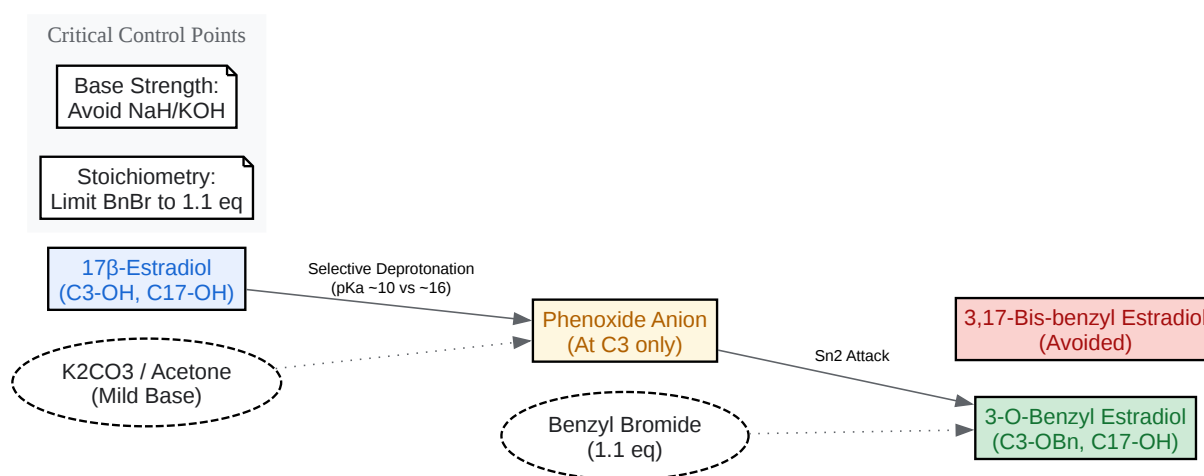 Critical Control Points
Base Strength:
Avoid NaH/KOH
Stoichiometry:
Limit BnBr to 1.1 eq
17β-Estradiol
(C3-OH, C17-OH)
Selective Deprotonation
(pKa ~10 vs ~16)
K2CO3 / Acetone
(Mild Base)
Phenoxide Anion
(At C3 only)
Sn2 Attack
Benzyl Bromide
(1.1 eq)
3,17-Bis-benzyl Estradiol
(Avoided)
3-O-Benzyl Estradiol
(C3-OBn, C17-OH)